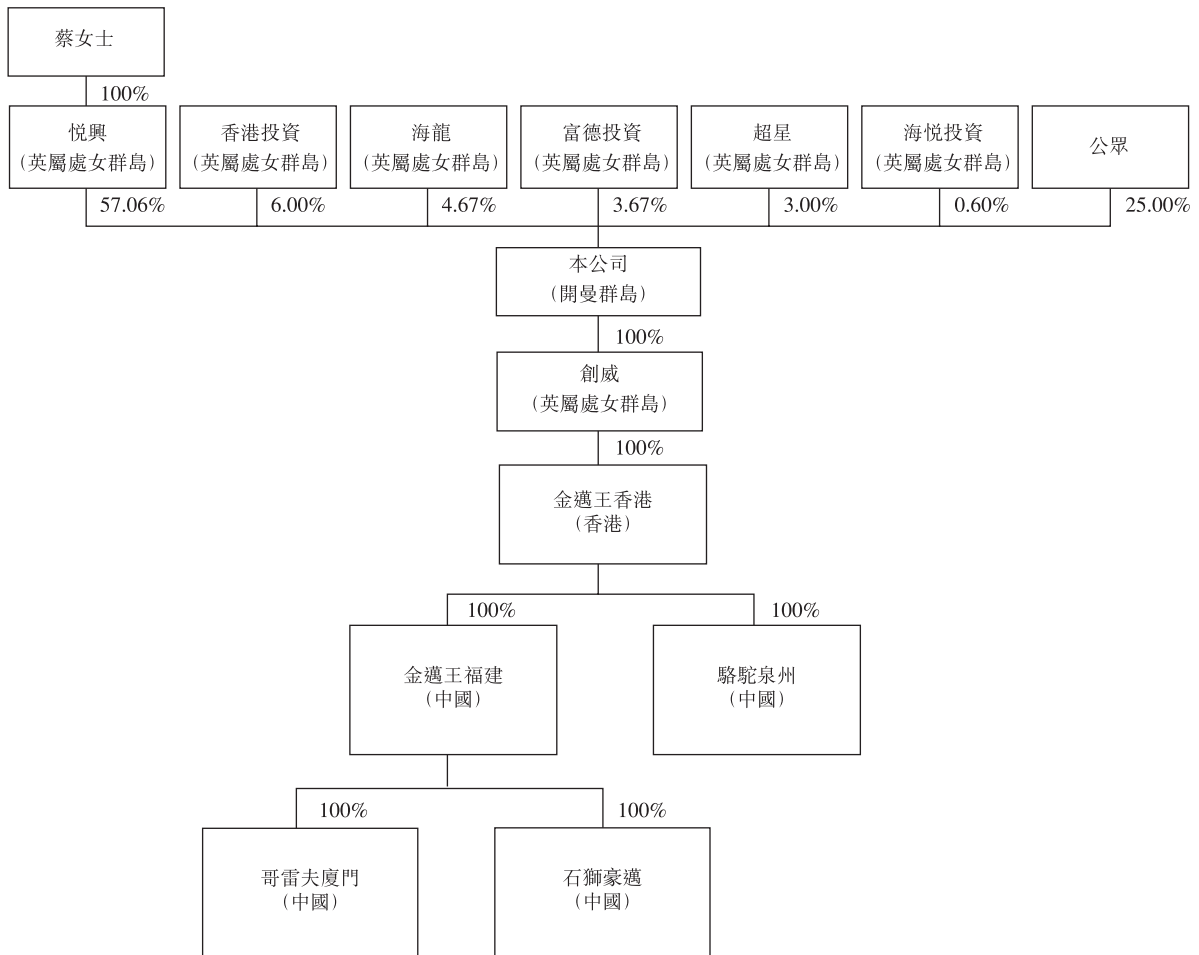 蔡女士
100%
悅興
(英屬處女群島)
香港投資
(英屬處女群島)
海龍
(英屬處女群島)
富德投資
(英屬處女群島)
超星
(英屬處女群島)
海悅投資
(英屬處女群島)
公眾
57.06%
6.00%
4.67%
3.67%
3.00%
0.60%
25.00%
本公司
(開曼群島)
100%
創威
(英屬處女群島)
100%
金邁王香港
(香港)
100%
100%
金邁王福建
(中國)
駱駝泉州
(中國)
100%
100%
哥雷夫廈門
(中國)
石獅豪邁
(中國)